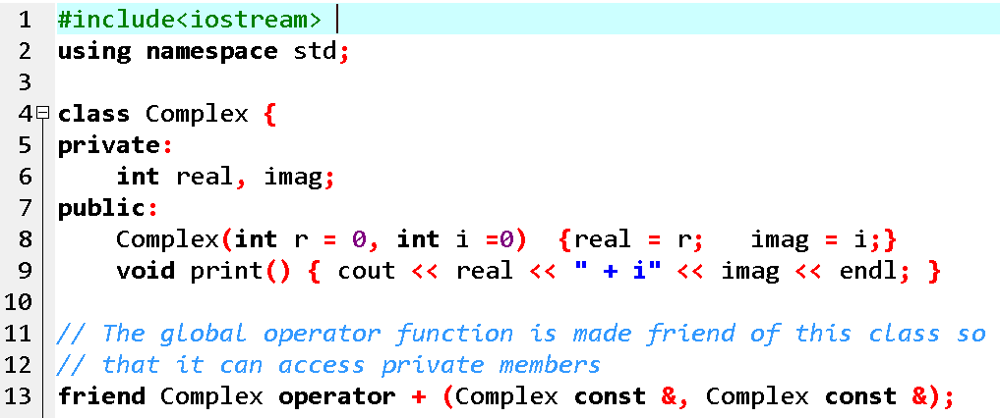 1 #include<iostream>
2 using namespace std;
3
4 class Complex {
5 private:
6     int real, imag;
7 public:
8     Complex(int r = 0, int i =0)  {real = r;   imag = i;}
9     void print() { cout << real << " + i" << imag << endl; }
10
11 // The global operator function is made friend of this class so
12 // that it can access private members
13 friend Complex operator + (Complex const &, Complex const &);